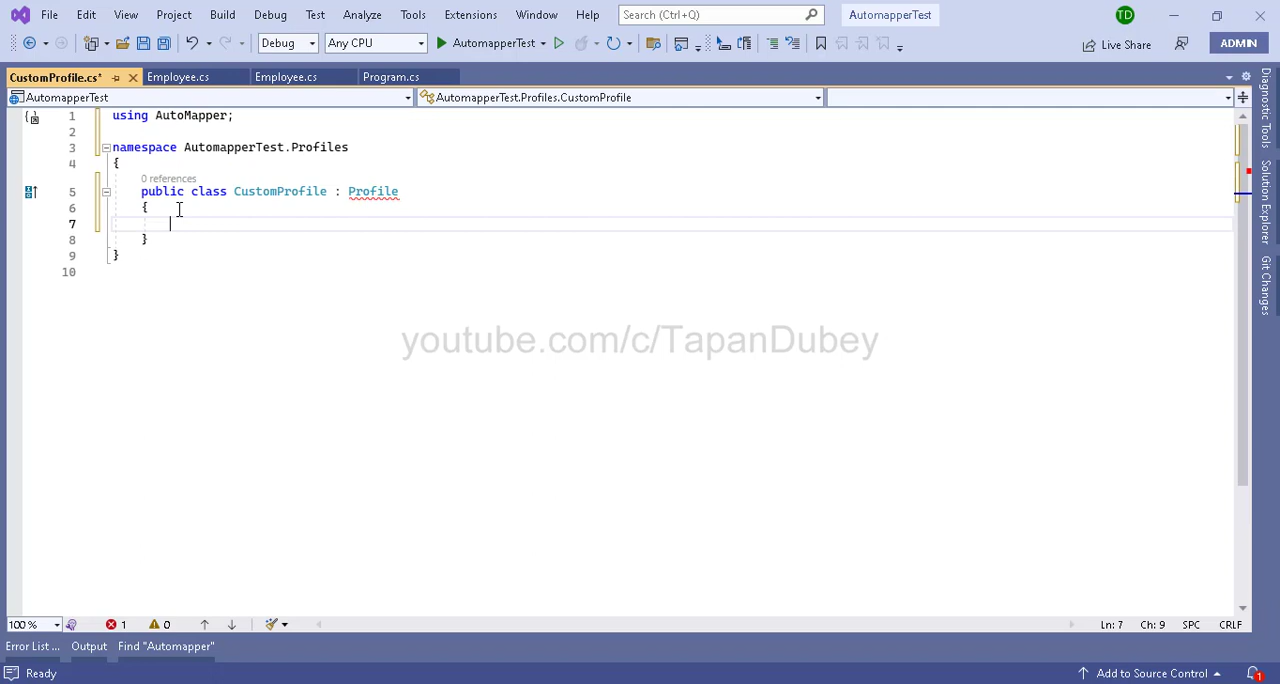 File Edit View Project Build Debug Test Analyze Tools Extensions Window Help Search (Ctrl+Q) AutomapperTest TD
Debug Any CPU AutomapperTest Live Share ADMIN
CustomProfile.cs* Employee.cs Employee.cs Program.cs
AutomapperTest AutomapperTest.Profiles.CustomProfile
1 using AutoMapper;
2
3 namespace AutomapperTest.Profiles
4 {
0 references
5 public class CustomProfile : Profile
6 {
7
8 }
9 }
10
youtube.com/c/TapanDubey
Diagnostic Tools
Solution Explorer
Git Changes
100 % 1 0 Ln: 7 Ch: 9 SPC CRLF
Error List ... Output Find "Automapper"
Ready Add to Source Control 1